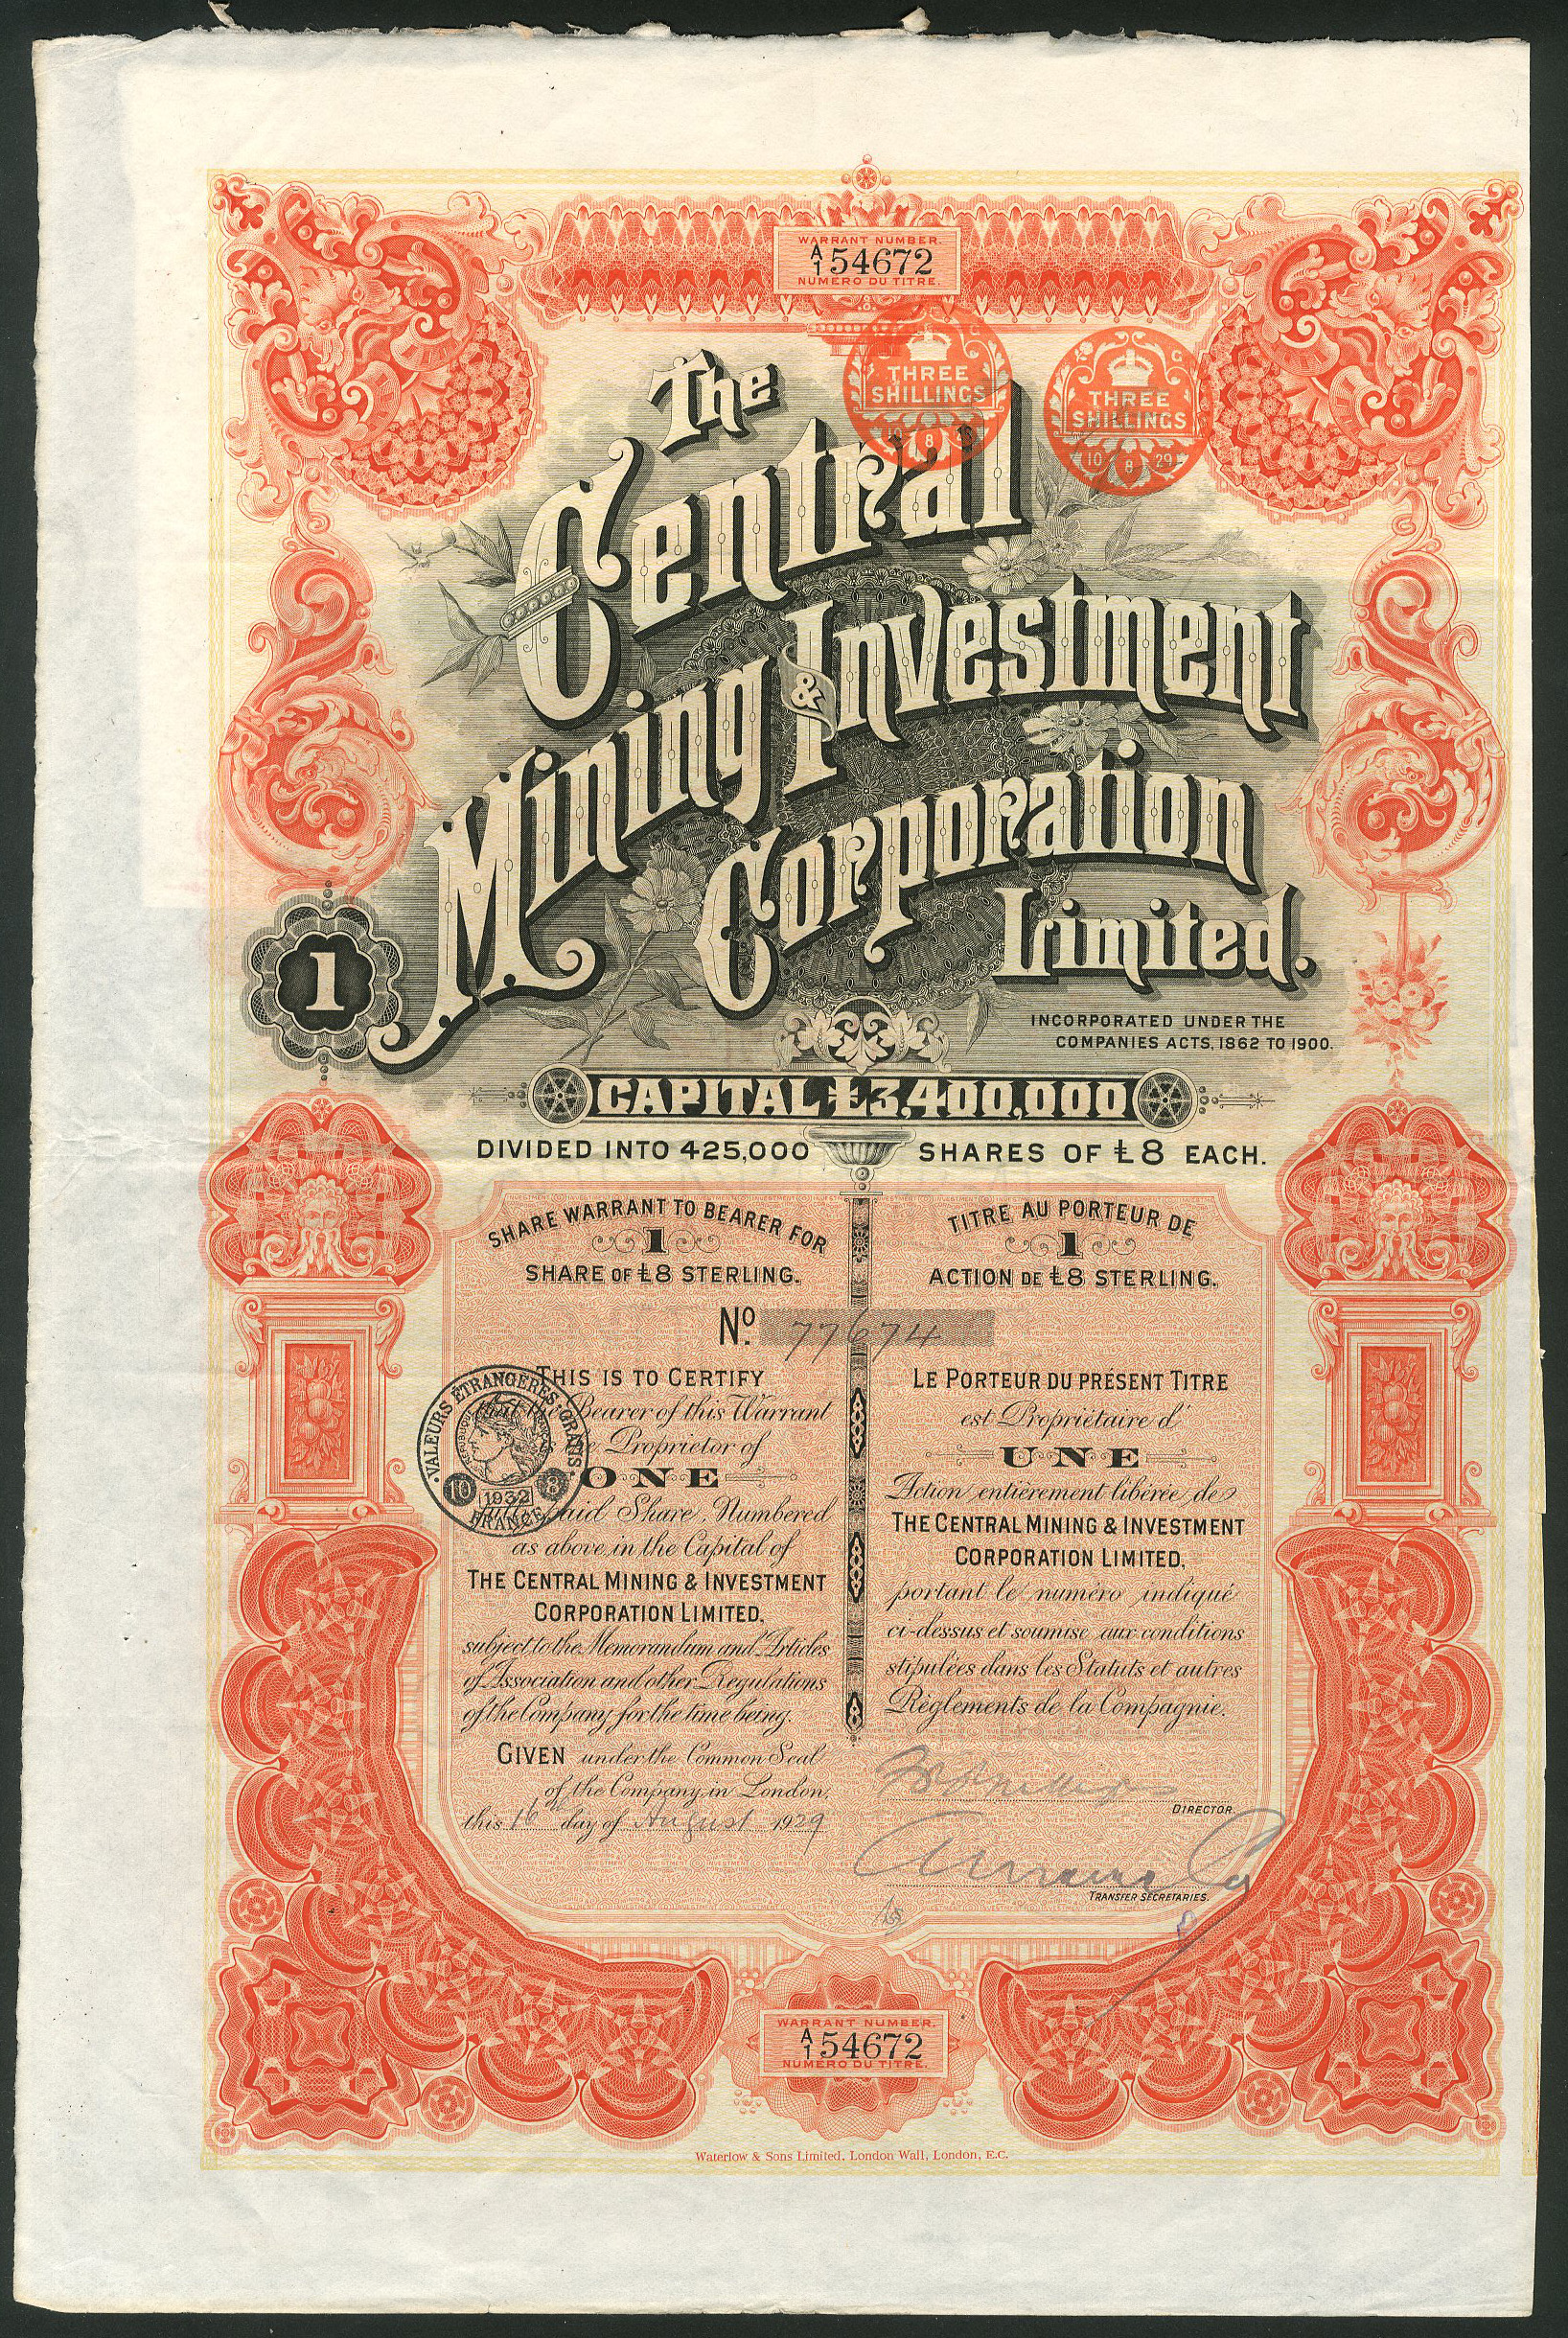 WARRANT NUMBER.
A/1 54672
NUMERO DU TITRE.
THREE
SHILLINGS
8
THREE
SHILLINGS
10 8 29
The
Central
Mining & Investment
Corporation
Limited.
1
INCORPORATED UNDER THE
COMPANIES ACTS, 1862 TO 1900.
CAPITAL £3,400,000
DIVIDED INTO 425,000 SHARES OF £8 EACH.
SHARE WARRANT TO BEARER FOR
1
SHARE OF £8 STERLING.
TITRE AU PORTEUR DE
1
ACTION DE £8 STERLING.
No. 77674
THIS IS TO CERTIFY
that the Bearer of this Warrant
Proprietor of
ONE
paid Share, Numbered
as above, in the Capital of
THE CENTRAL MINING & INVESTMENT
CORPORATION LIMITED,
subject to the Memorandum and Articles
of Association and other Regulations
of the Company for the time being.
GIVEN under the Common Seal
of the Company in London,
this 16th day of August 1929
VALEURS ÉTRANGÈRES. GRATIS.
10 1932 8
FRANCE
LE PORTEUR DU PRÉSENT TITRE
est Propriétaire d'
UNE
Action entièrement libérée de
THE CENTRAL MINING & INVESTMENT
CORPORATION LIMITED,
portant le numéro indiqué
ci-dessus et soumise aux conditions
stipulées dans les Statuts et autres
Règlements de la Compagnie.
DIRECTOR.
TRANSFER SECRETARIES.
WARRANT NUMBER.
A/1 54672
NUMERO DU TITRE.
Waterlow & Sons Limited, London Wall, London, E.C.